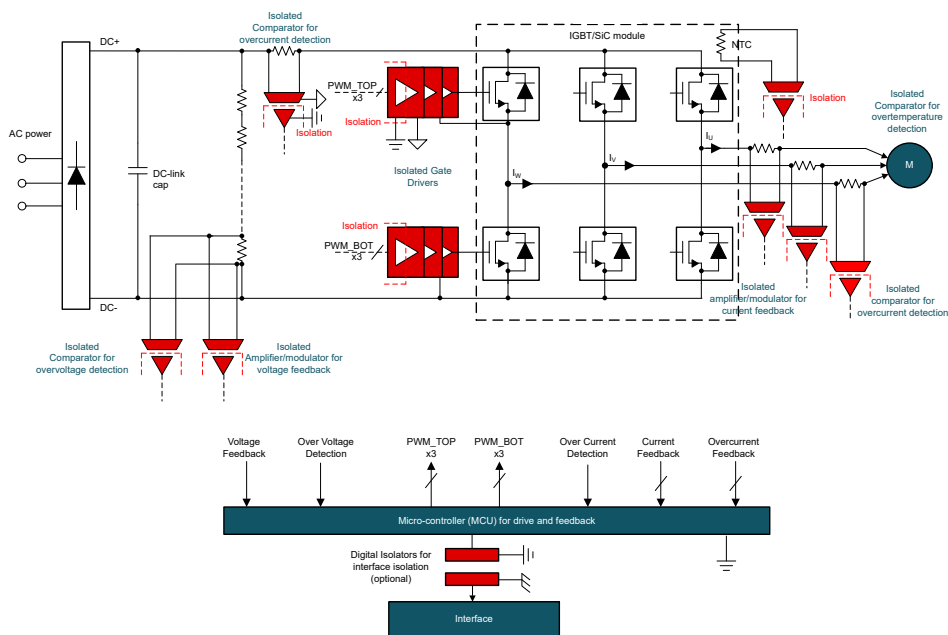 Isolated
Comparator for
overcurrent detection
IGBT/SiC module
DC+
NTC
PWM_TOP
x3
Isolation
Isolation
Isolation
Isolated
Comparator for
overtemperature
detection
AC power
DC-link
cap
Isolated Gate
Drivers
IU
IV
IW
M
Isolation
PWM_BOT
x3
DC-
Isolated
amplifier/modulator for
current feedback
Isolated
comparator for
overcurrent detection
Isolated
Comparator for
overvoltage detection
Isolated
Amplifier/modulator for
voltage feedback
Voltage
Feedback
Over Voltage
Detection
PWM_TOP
x3
PWM_BOT
x3
Over Current
Detection
Current
Feedback
Overcurrent
Feedback
Micro-controller (MCU) for drive and feedback
Digital Isolators for
interface isolation
(optional)
Interface